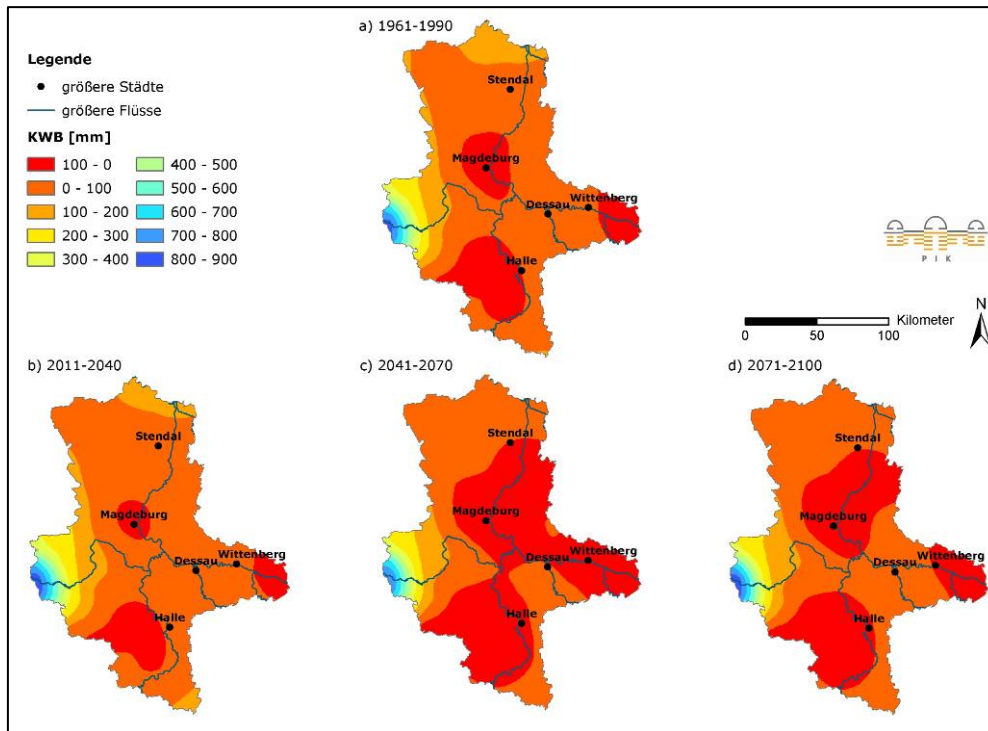 a) 1961-1990
Legende
größere Städte
größere Flüsse
KWB [mm]
100 - 0
0 - 100
100 - 200
200 - 300
300 - 400
400 - 500
500 - 600
600 - 700
700 - 800
800 - 900
Stendal
Magdeburg
Dessau
Wittenberg
Halle
P I K
N
0
50
100
Kilometer
b) 2011-2040
Stendal
Magdeburg
Dessau
Wittenberg
Halle
c) 2041-2070
Stendal
Magdeburg
Dessau
Wittenberg
Halle
d) 2071-2100
Stendal
Magdeburg
Dessau
Wittenberg
Halle